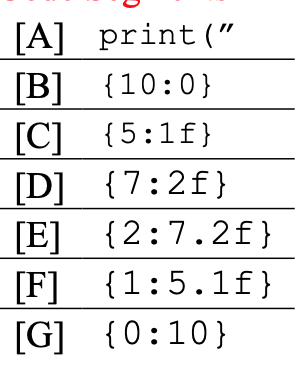 [A] print(”
[B] {10:0}
[C] {5:1f}
[D] {7:2f}
[E] {2:7.2f}
[F] {1:5.1f}
[G] {0:10}